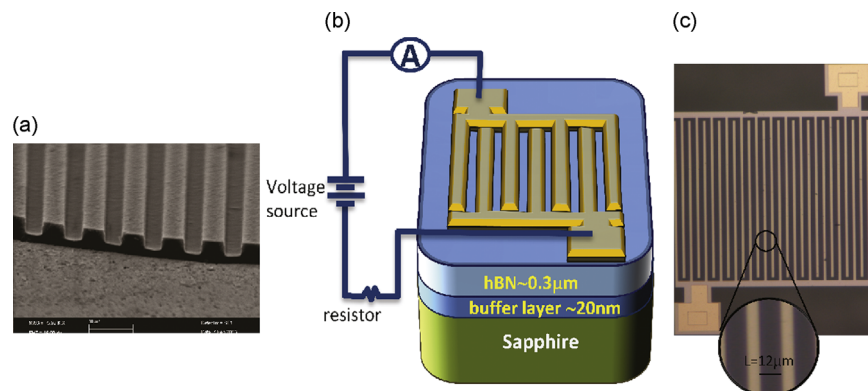 (a)
(b)
A
Voltage
source
resistor
hBN~0.3μm
buffer layer ~20nm
Sapphire
(c)
L=12μm